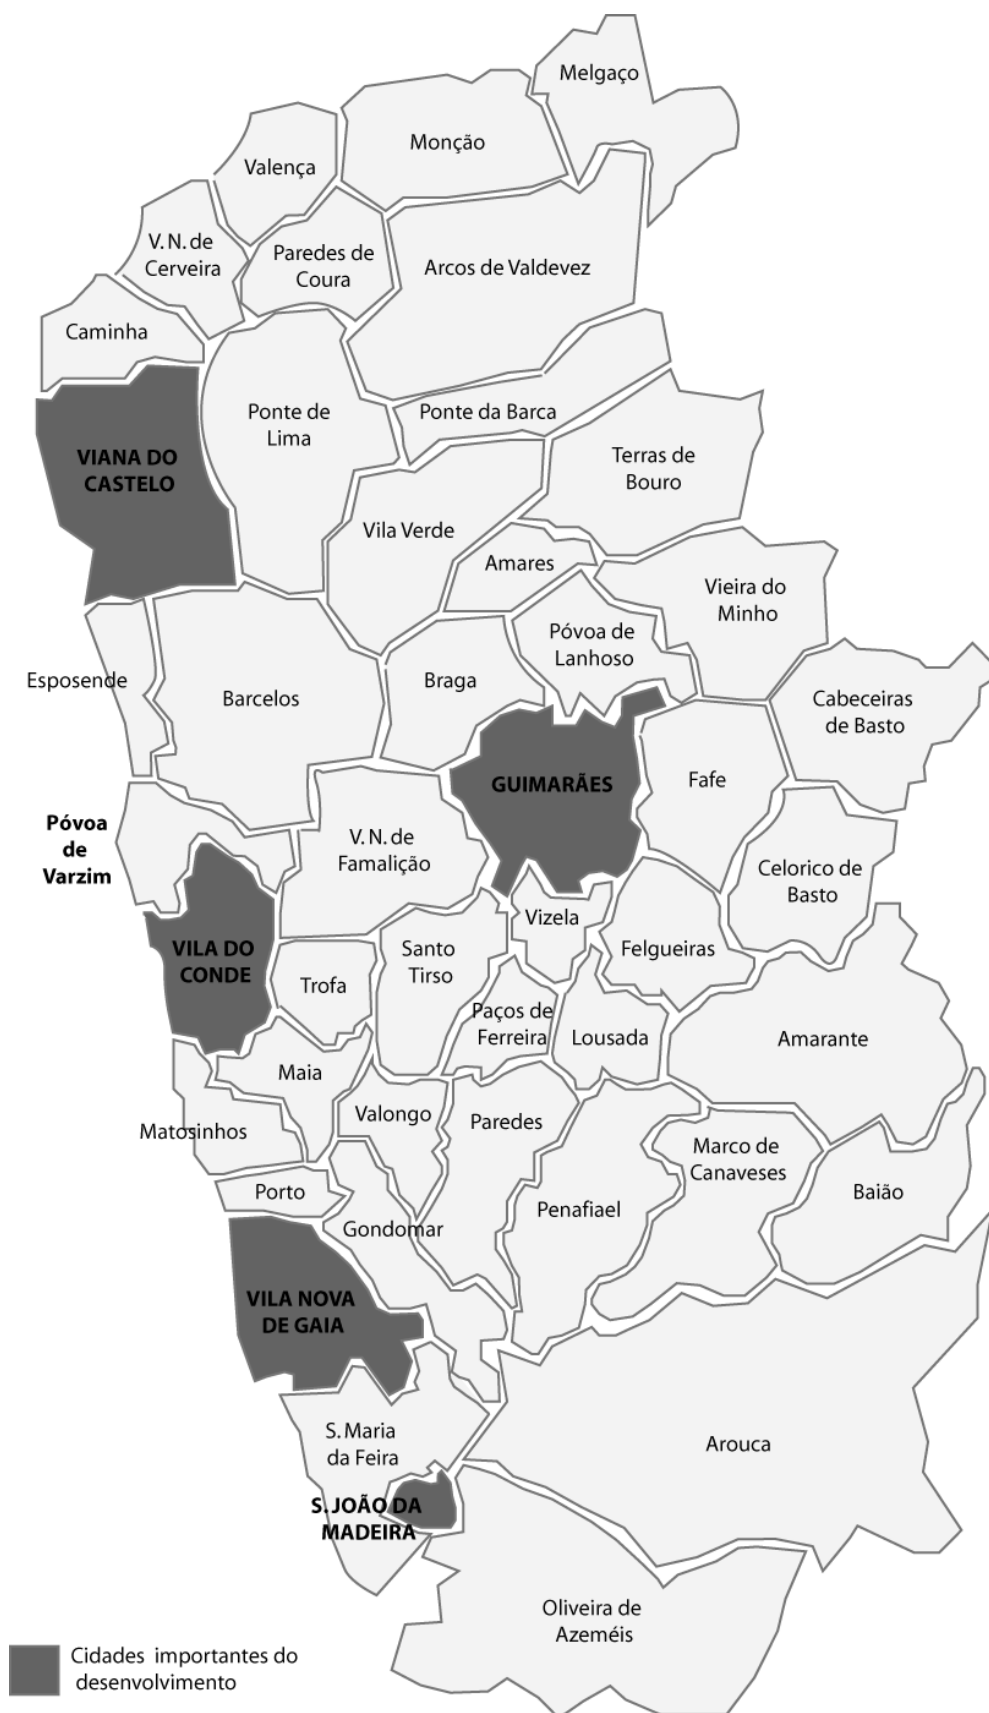 Melgaço
Monção
Valença
V. N. de
Cerveira
Paredes de
Coura
Arcos de Valdevez
Caminha
Ponte de
Lima
Ponte da Barca
VIANA DO
CASTELO
Terras de
Bouro
Vila Verde
Amares
Vieira do
Minho
Póvoa de
Lanhoso
Esposende
Barcelos
Braga
Cabeceiras
de Basto
GUIMARÃES
Fafe
Póvoa
de
Varzim
V. N. de
Famalição
Celorico de
Basto
Vizela
VILA DO
CONDE
Santo
Tirso
Felgueiras
Trofa
Paços de
Ferreira
Lousada
Amarante
Maia
Valongo
Paredes
Matosinhos
Marco de
Canaveses
Porto
Baião
Penafiael
Gondomar
VILA NOVA
DE GAIA
S. Maria
da Feira
Arouca
S. JOÃO DA
MADEIRA
Oliveira de
Azeméis
Cidades importantes do
desenvolvimento